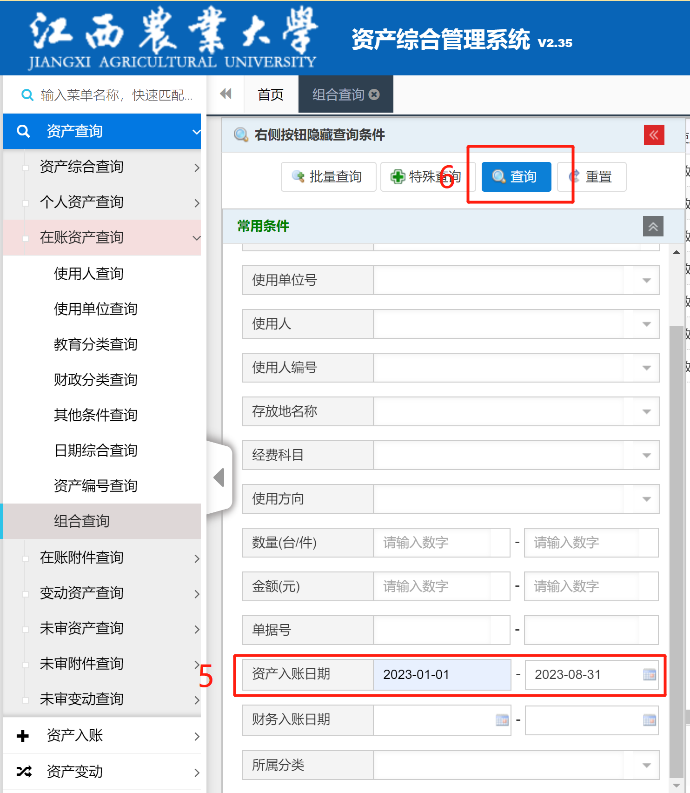 江西农业大学
JIANGXI AGRICULTURAL UNIVERSITY
资产综合管理系统 V2.35
输入菜单名称，快速匹配...
首页
组合查询
资产查询
资产综合查询
个人资产查询
在账资产查询
使用人查询
使用单位查询
教育分类查询
财政分类查询
其他条件查询
日期综合查询
资产编号查询
组合查询
在账附件查询
变动资产查询
未审资产查询
未审附件查询
未审变动查询
资产入账
资产变动
右侧按钮隐藏查询条件
批量查询
特殊查询
6
查询
重置
常用条件
使用单位号
使用人
使用人编号
存放地名称
经费科目
使用方向
数量(台/件) 请输入数字 - 请输入数字
金额(元) 请输入数字 - 请输入数字
单据号 -
5
资产入账日期 2023-01-01 - 2023-08-31
财务入账日期 -
所属分类